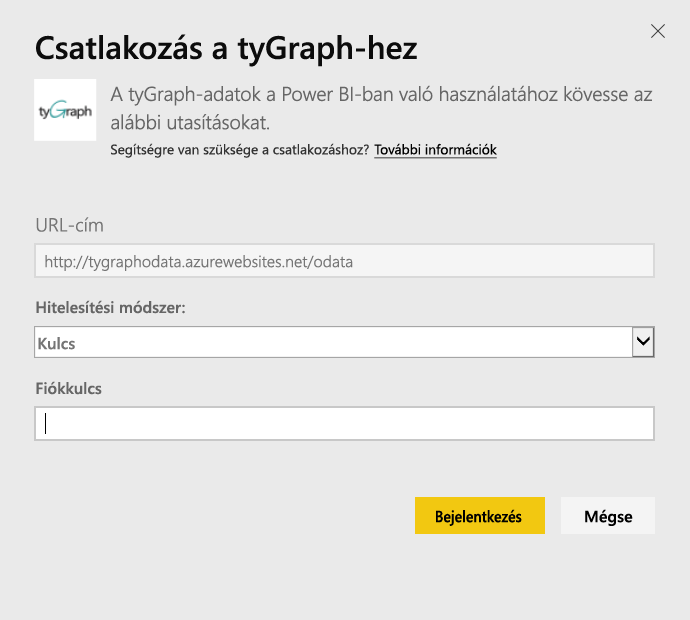 Csatlakozás a tyGraph-hez
tyGraph
A tyGraph-adatok a Power BI-ban való használatához kövesse az
alábbi utasításokat.
Segítségre van szüksége a csatlakozáshoz? További információk
URL-cím
http://tygraphodata.azurewebsites.net/odata
Hitelesítési módszer:
Kulcs
Fiókkulcs
Bejelentkezés Mégse